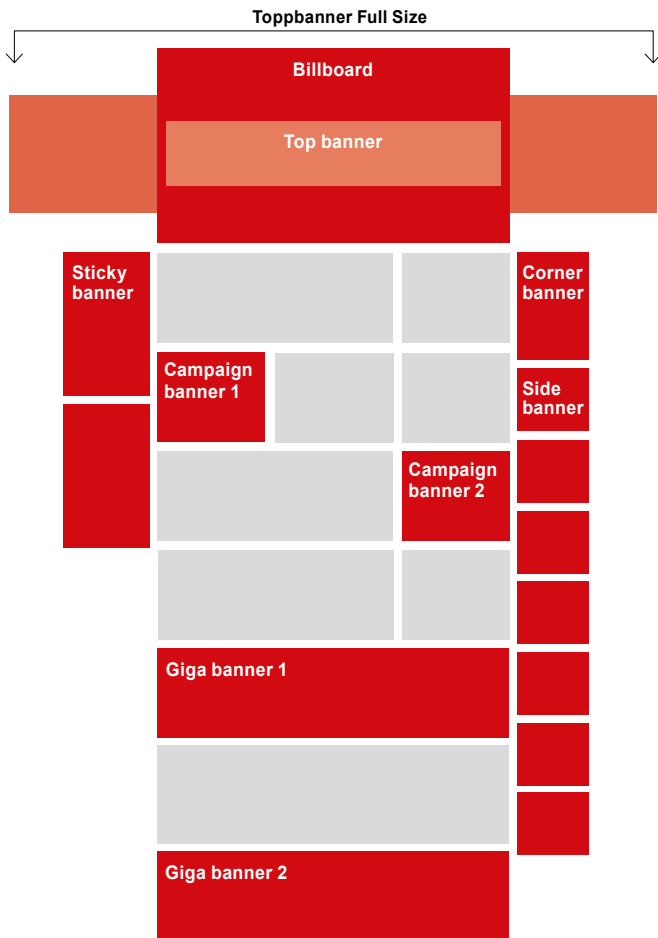 Toppbanner Full Size
Billboard
Top banner
Sticky
banner
Corner
banner
Campaign
banner 1
Side
banner
Campaign
banner 2
Giga banner 1
Giga banner 2